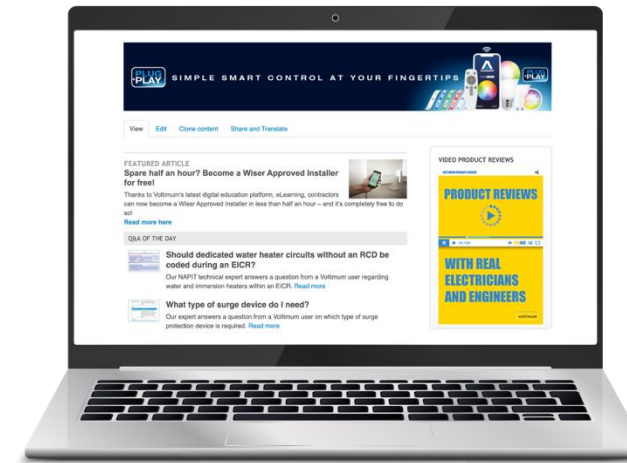 PLUG
&PLAY
SIMPLE SMART CONTROL AT YOUR FINGERTIPS
PLUG
&PLAY
View Edit Clone content Share and Translate
FEATURED ARTICLE
Spare half an hour? Become a Wiser Approved Installer
for free!
Thanks to Voltimum's latest digital education platform, eLearning, contractors
can now become a Wiser Approved Installer in less than half an hour – and it's completely free to do
so!
Read more here
Q&A OF THE DAY
Should dedicated water heater circuits without an RCD be
coded during an EICR?
Our NAPIT technical expert answers a question from a Voltimum user regarding
water and immersion heaters within an EICR. Read more
What type of surge device do I need?
Our expert answers a question from a Voltimum user on which type of surge
protection device is required. Read more
VIDEO PRODUCT REVIEWS
PRODUCT REVIEWS
WITH REAL
ELECTRICIANS
AND ENGINEERS
voltimum